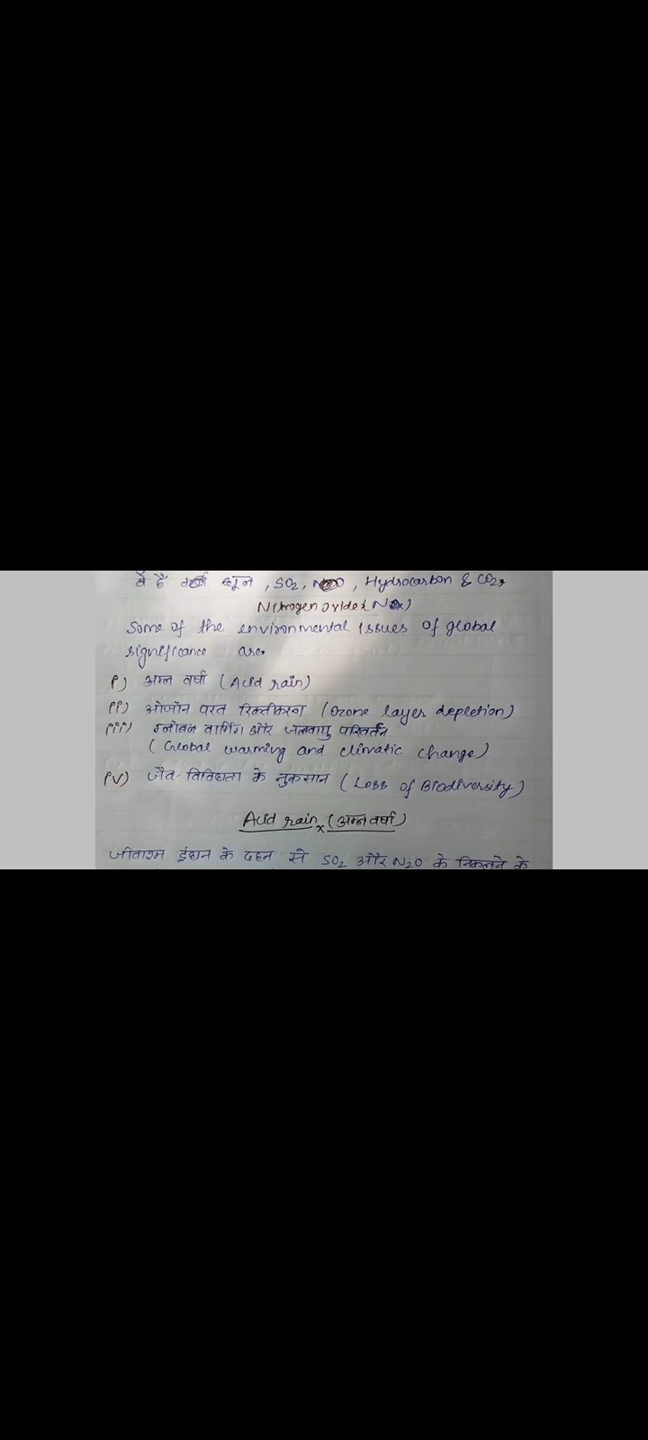 ये हैं धूल, SO2, , Hydrocarbon & CO2,
Nitrogen oxide (NOx)
Some of the environmental issues of global
significance are.
i) अम्ल वर्षा (Acid rain)
ii) ओजोन परत रिक्तीकरण (Ozone layer depletion)
iii) ग्लोबल वार्मिंग और जलवायु परिवर्तन
(Global warming and climatic change)
iv) जैव-विविधता के नुकसान (Loss of Biodiversity)
Acid rain x (अम्ल वर्षा)
जीवाश्म ईंधन के दहन से SO2 और N2O के निकलने के